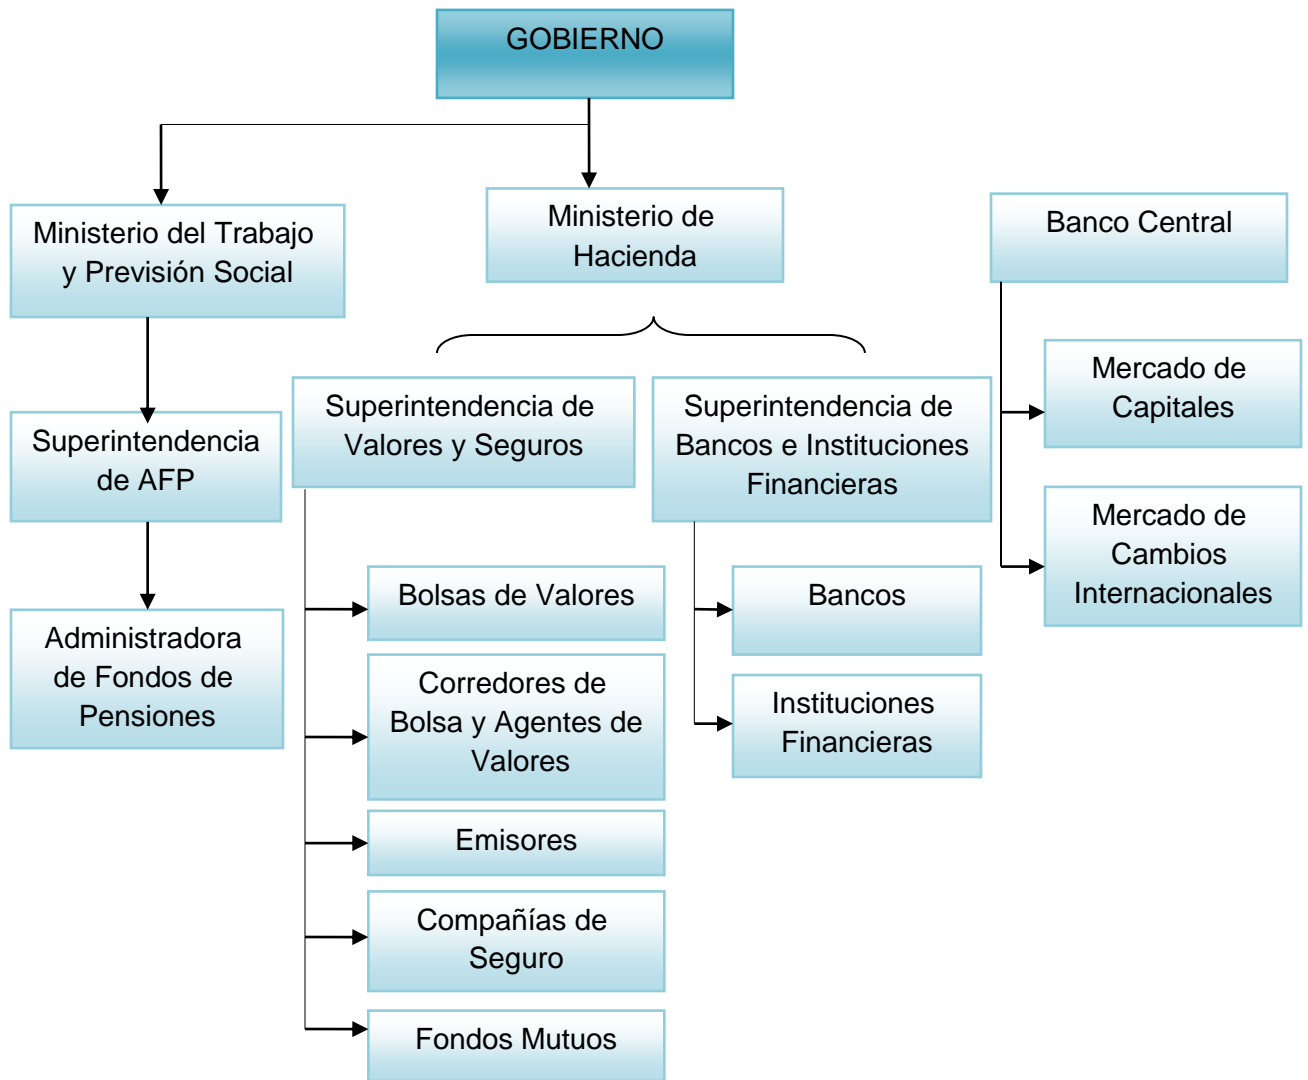 GOBIERNO
Ministerio del Trabajo
y Previsión Social
Ministerio de
Hacienda
Banco Central
Superintendencia
de AFP
Superintendencia de
Valores y Seguros
Superintendencia de
Bancos e Instituciones
Financieras
Mercado de
Capitales
Mercado de
Cambios
Internacionales
Administradora
de Fondos de
Pensiones
Bolsas de Valores
Corredores de
Bolsa y Agentes de
Valores
Emisores
Compañías de
Seguro
Fondos Mutuos
Bancos
Instituciones
Financieras